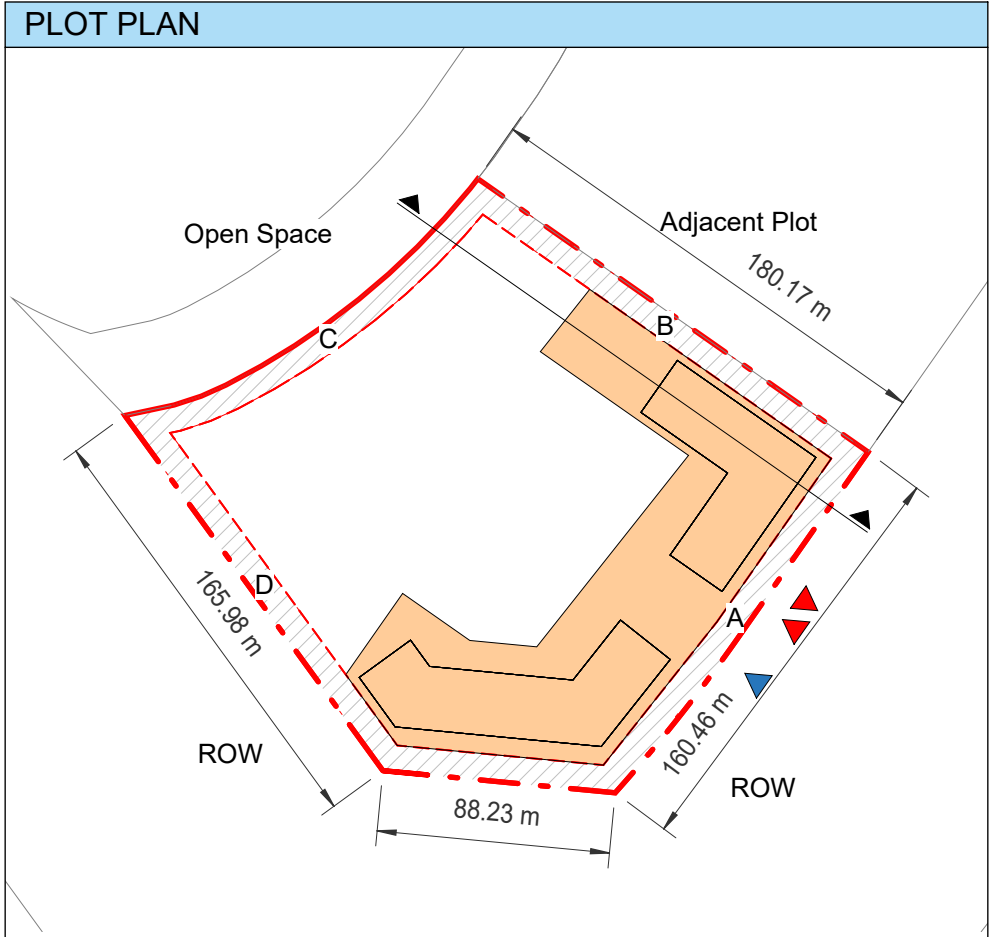 PLOT PLAN
Open Space
Adjacent Plot
180.17 m
B
C
D
A
165.98 m
160.46 m
ROW
ROW
88.23 m